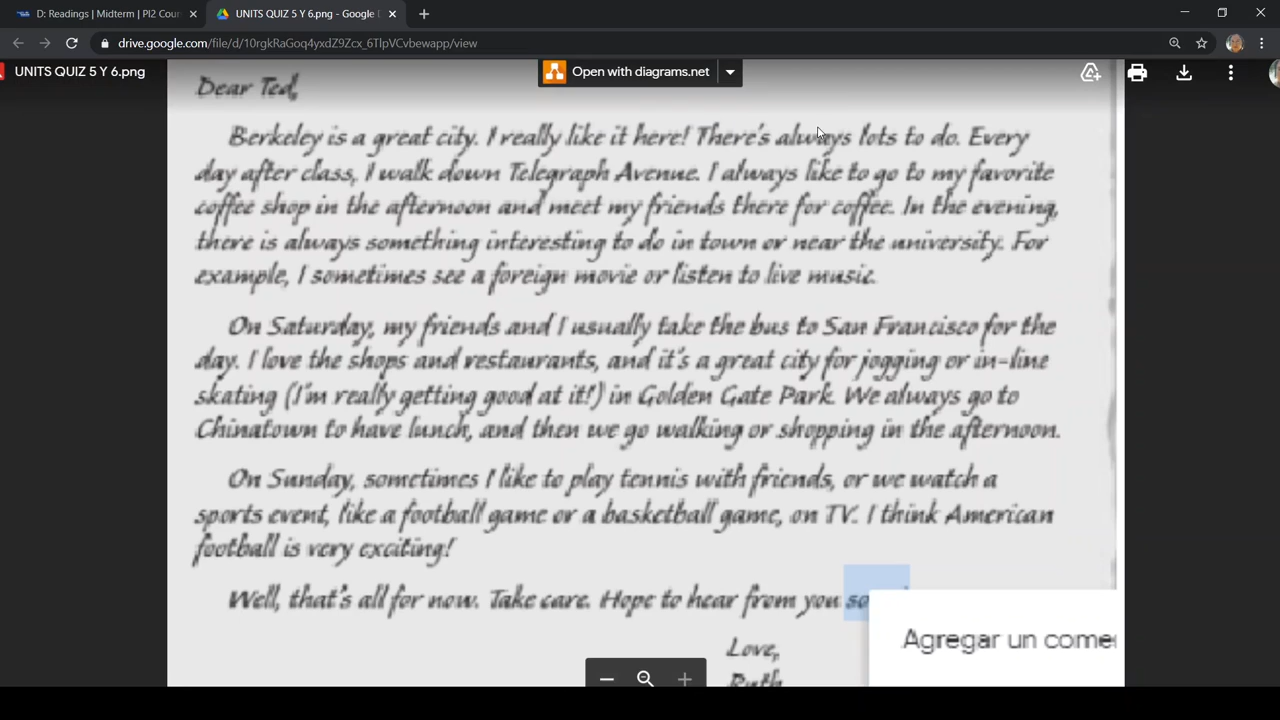 D: Readings | Midterm | PI2 Cour
UNITS QUIZ 5 Y 6.png - Google D
drive.google.com/file/d/10rgkRaGoq4yxdZ9Zcx_6TlpVCvbewapp/view
UNITS QUIZ 5 Y 6.png
Open with diagrams.net
Dear Ted,
Berkeley is a great city. I really like it here! There's always lots to do. Every
day after class, I walk down Telegraph Avenue. I always like to go to my favorite
coffee shop in the afternoon and meet my friends there for coffee. In the evening,
there is always something interesting to do in town or near the university. For
example, I sometimes see a foreign movie or listen to live music.
On Saturday, my friends and I usually take the bus to San Francisco for the
day. I love the shops and restaurants, and it's a great city for jogging or in-line
skating (I'm really getting good at it!) in Golden Gate Park. We always go to
Chinatown to have lunch, and then we go walking or shopping in the afternoon.
On Sunday, sometimes I like to play tennis with friends, or we watch a
sports event, like a football game or a basketball game, on TV. I think American
football is very exciting!
Well, that's all for now. Take care. Hope to hear from you so
Agregar un come
Love,
Ruth